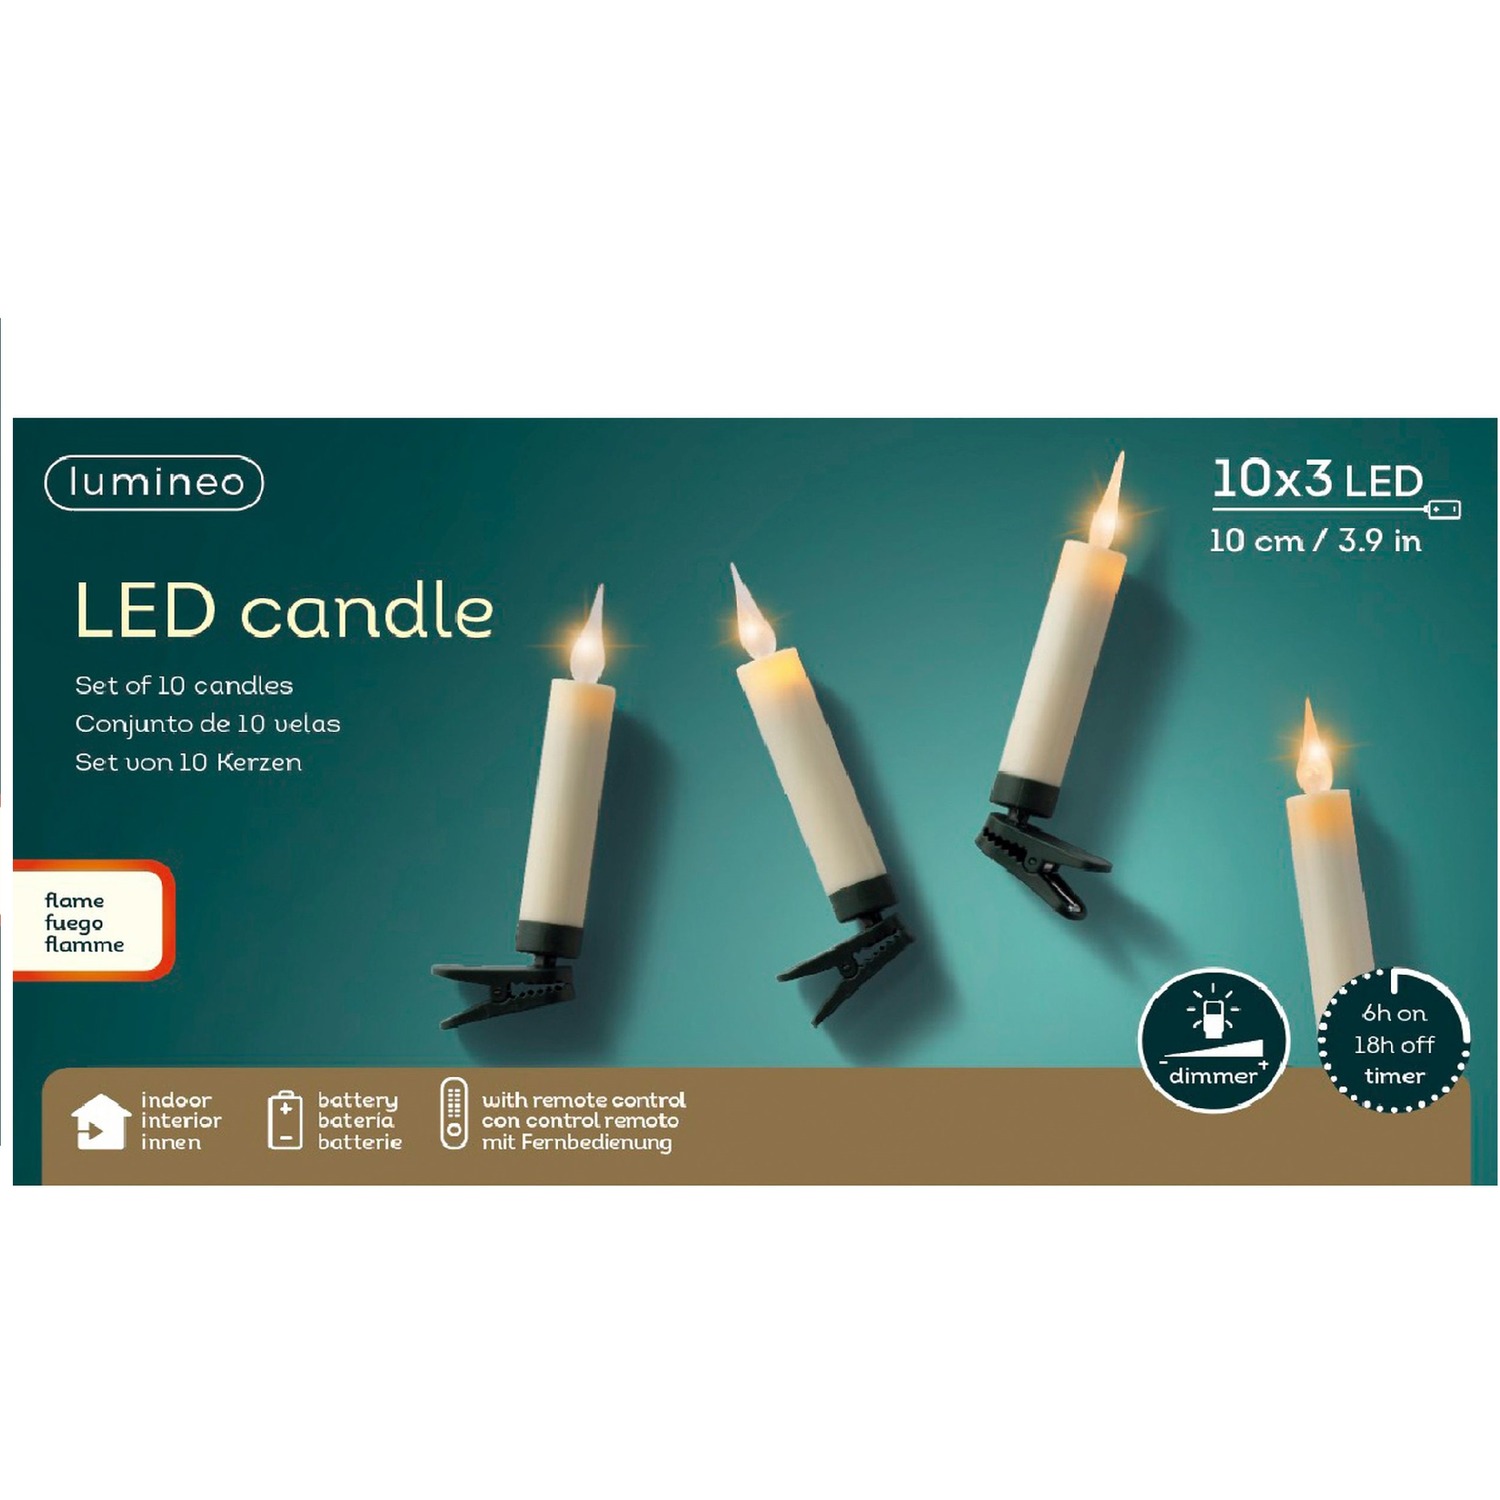 lumineo
LED candle
Set of 10 candles
Conjunto de 10 velas
Set von 10 Kerzen
flame
fuego
flamme
10x3 LED
10 cm / 3.9 in
dimmer
6h on
18h off
timer
indoor
interior
innen
battery
batería
batterie
with remote control
con control remoto
mit Fernbedienung